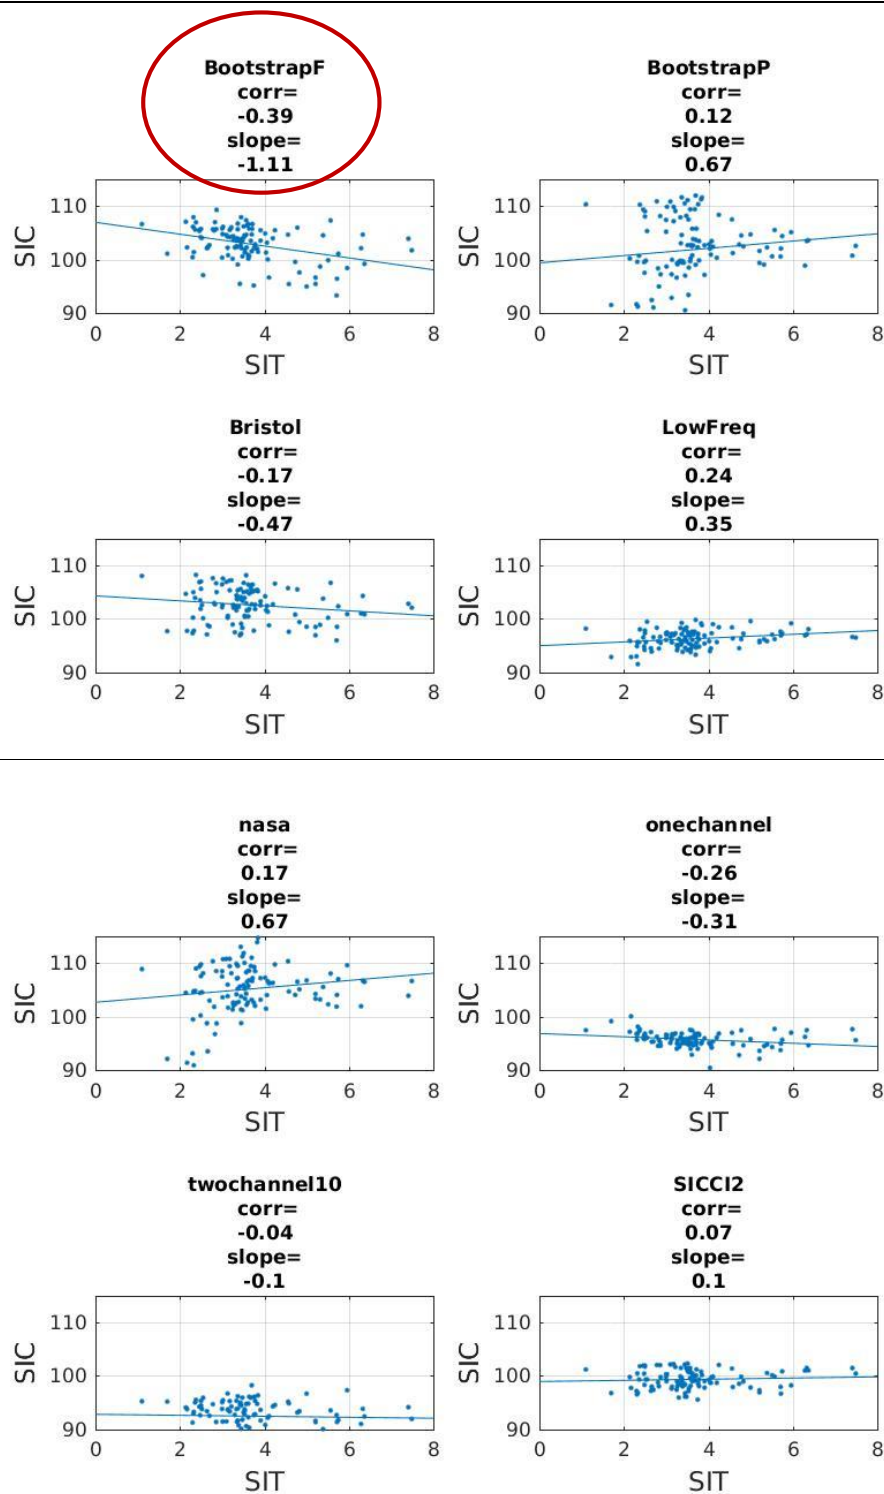 BootstrapF
corr=
-0.39
slope=
-1.11
SIC
110
100
90
0 2 4 6 8
SIT
BootstrapP
corr=
0.12
slope=
0.67
SIC
110
100
90
0 2 4 6 8
SIT
Bristol
corr=
-0.17
slope=
-0.47
SIC
110
100
90
0 2 4 6 8
SIT
LowFreq
corr=
0.24
slope=
0.35
SIC
110
100
90
0 2 4 6 8
SIT
nasa
corr=
0.17
slope=
0.67
SIC
110
100
90
0 2 4 6 8
SIT
onechannel
corr=
-0.26
slope=
-0.31
SIC
110
100
90
0 2 4 6 8
SIT
twochannel10
corr=
-0.04
slope=
-0.1
SIC
110
100
90
0 2 4 6 8
SIT
SICCI2
corr=
0.07
slope=
0.1
SIC
110
100
90
0 2 4 6 8
SIT